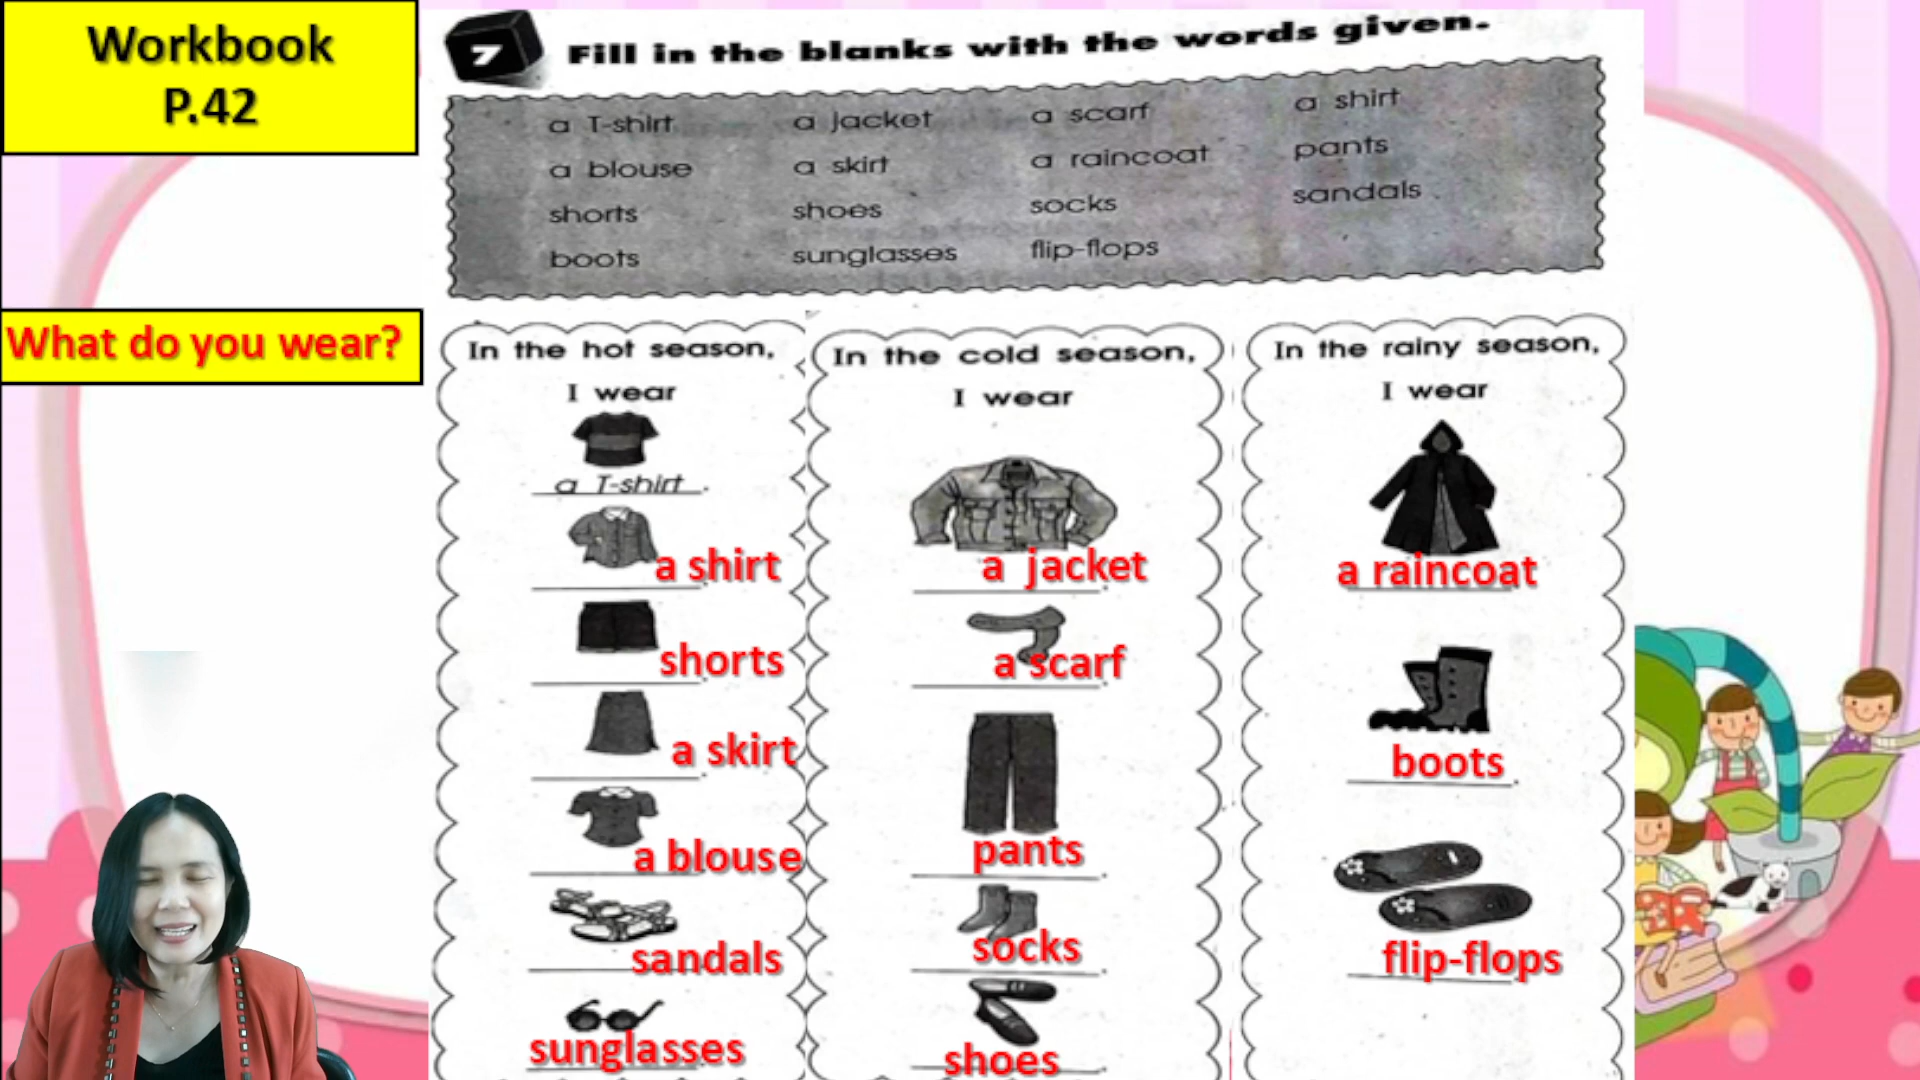 Workbook
P.42
What do you wear?
7 Fill in the blanks with the words given.
a T-shirt a jacket a scarf a shirt
a blouse a skirt a raincoat pants
shorts shoes socks sandals
boots sunglasses flip-flops
In the hot season,
I wear
a T-shirt.
a shirt.
shorts.
a skirt.
a blouse.
sandals.
sunglasses
In the cold season,
I wear
a jacket.
a scarf.
pants.
socks.
shoes.
In the rainy season,
I wear
a raincoat
boots.
flip-flops